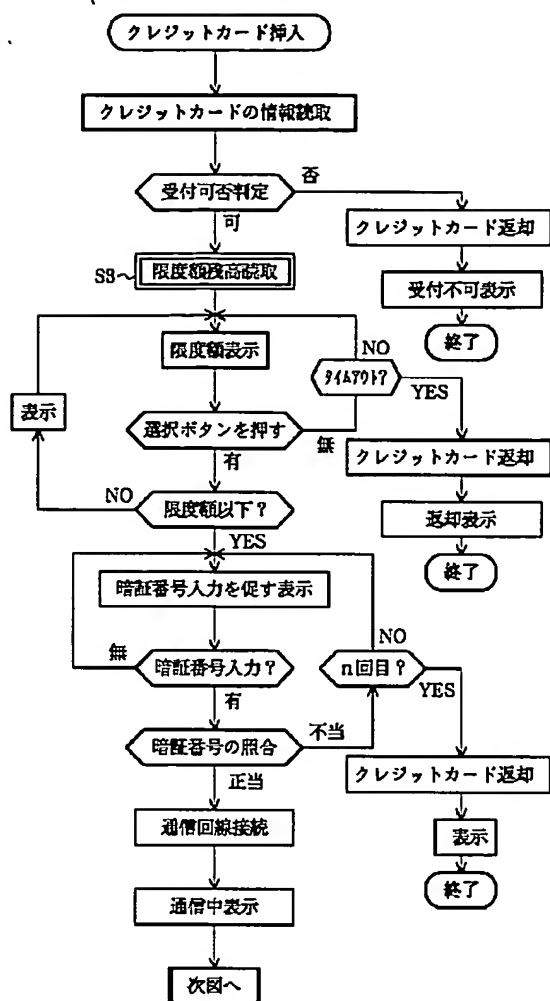 クレジットカード挿入
クレジットカードの情報読取
受付可否判定
否
可
クレジットカード返却
受付不可表示
終了
S3
限度額残高読取
限度額表示
NO
タイムアウト?
YES
表示
選択ボタンを押す
無
有
クレジットカード返却
返却表示
終了
NO
限度額以下?
YES
暗証番号入力を促す表示
無
暗証番号入力?
有
NO
n回目?
YES
暗証番号の照合
不当
正当
クレジットカード返却
表示
終了
通信回線接続
通信中表示
次図へ